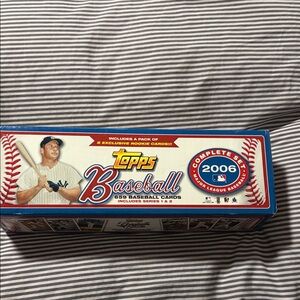 INCLUDES A PACK OF
5 EXCLUSIVE ROOKIE CARDS!!
Topps
Baseball
659 BASEBALL CARDS
INCLUDES SERIES 1 & 2
COMPLETE SET
2006
MAJOR LEAGUE BASEBALL